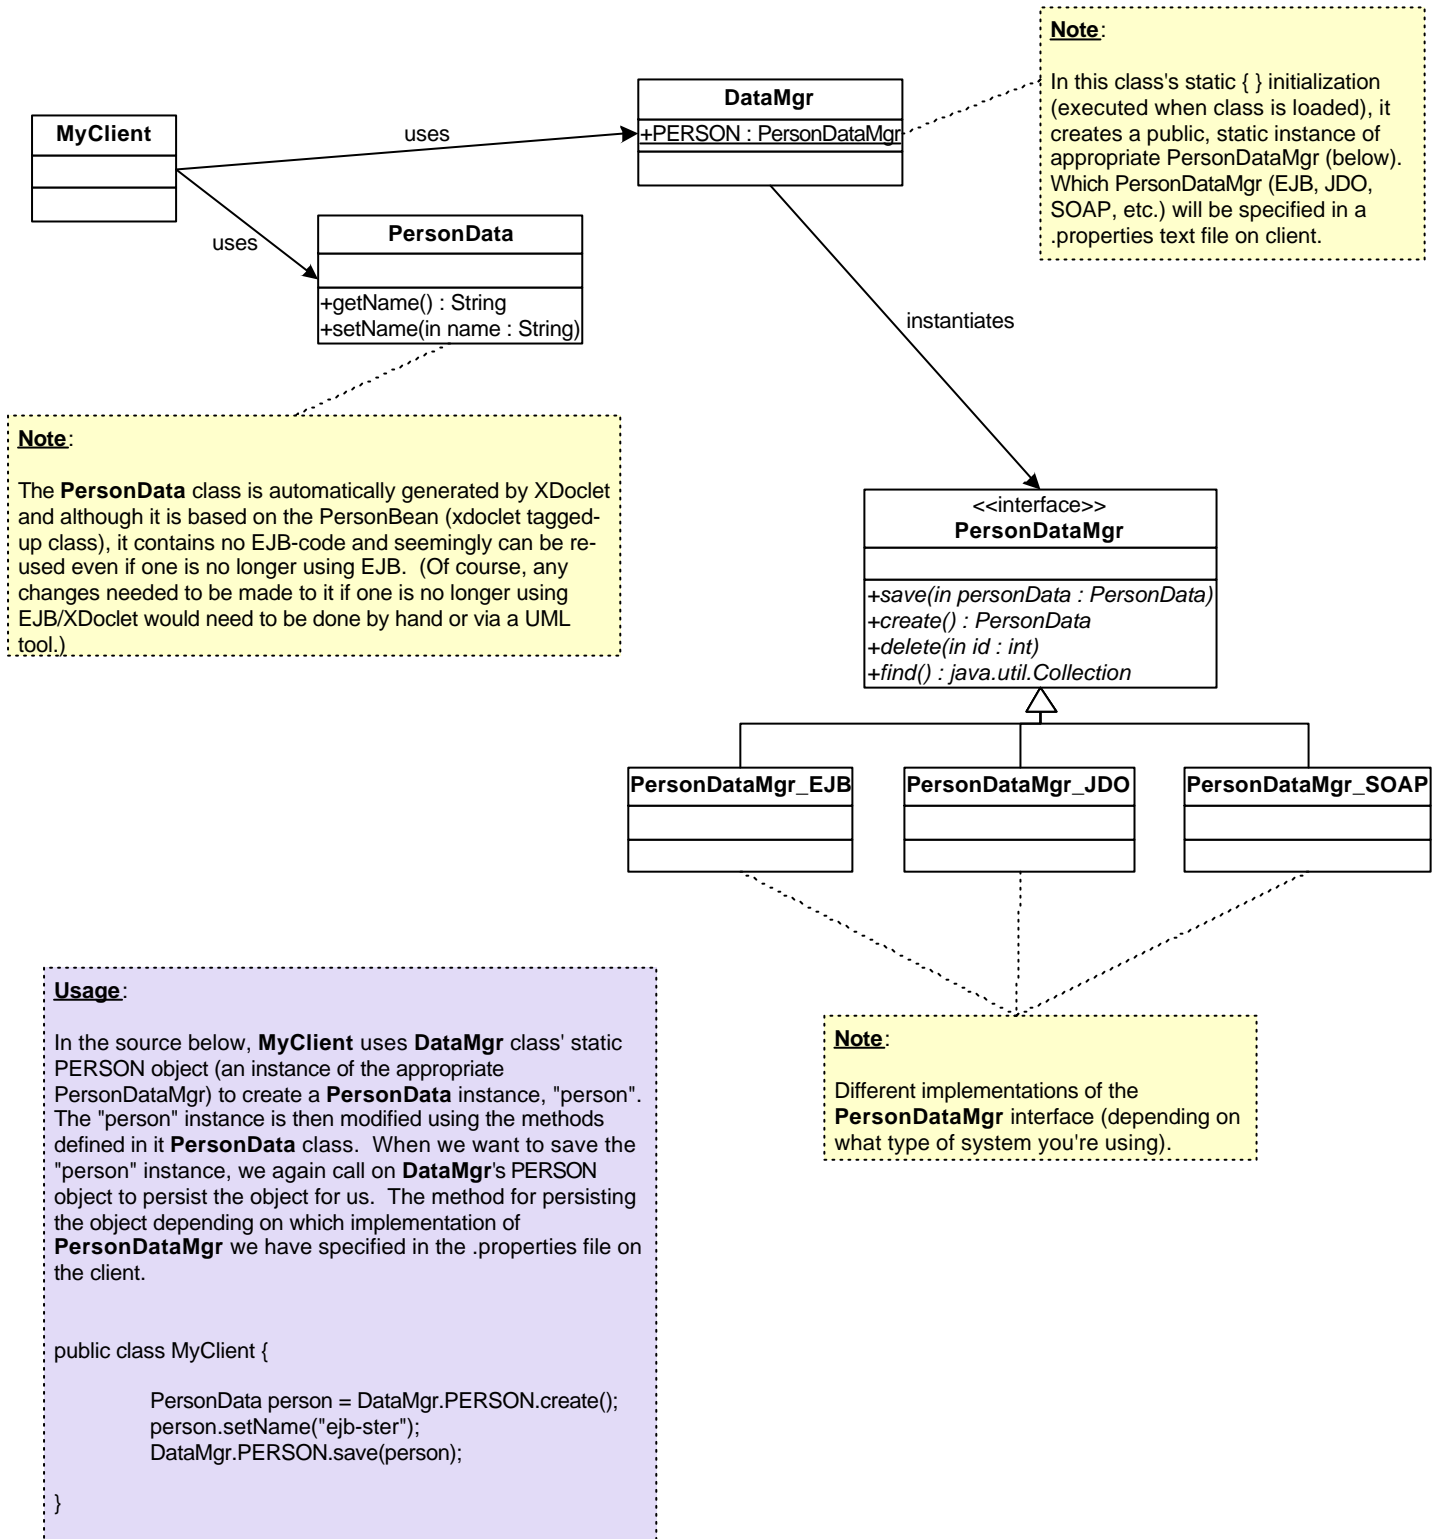 Note:
In this class's static { } initialization
(executed when class is loaded), it
creates a public, static instance of
appropriate PersonDataMgr (below).
Which PersonDataMgr (EJB, JDO,
SOAP, etc.) will be specified in a
.properties text file on client.
DataMgr
+PERSON : PersonDataMgr
MyClient
uses
uses
PersonData
+getName() : String
+setName(in name : String)
instantiates
Note:
The PersonData class is automatically generated by XDoclet
and although it is based on the PersonBean (xdoclet tagged-
up class), it contains no EJB-code and seemingly can be re-
used even if one is no longer using EJB.  (Of course, any
changes needed to be made to it if one is no longer using
EJB/XDoclet would need to be done by hand or via a UML
tool.)
<<interface>>
PersonDataMgr
+save(in personData : PersonData)
+create() : PersonData
+delete(in id : int)
+find() : java.util.Collection
PersonDataMgr_EJB
PersonDataMgr_JDO
PersonDataMgr_SOAP
Usage:
In the source below, MyClient uses DataMgr class' static
PERSON object (an instance of the appropriate
PersonDataMgr) to create a PersonData instance, "person".
The "person" instance is then modified using the methods
defined in it PersonData class.  When we want to save the
"person" instance, we again call on DataMgr's PERSON
object to persist the object for us.  The method for persisting
the object depending on which implementation of
PersonDataMgr we have specified in the .properties file on
the client.
public class MyClient {
PersonData person = DataMgr.PERSON.create();
person.setName("ejb-ster");
DataMgr.PERSON.save(person);
}
Note:
Different implementations of the
PersonDataMgr interface (depending on
what type of system you're using).